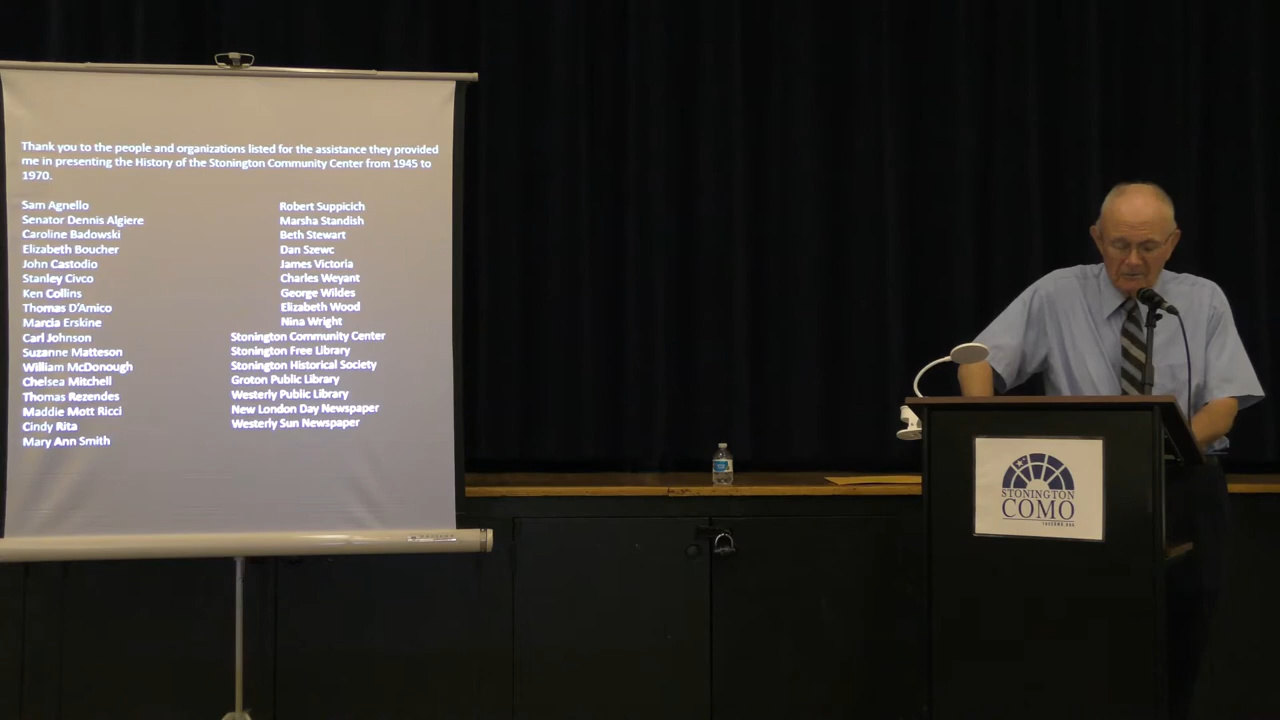 Thank you to the people and organizations listed for the assistance they provided
me in presenting the History of the Stonington Community Center from 1945 to
1970.
Sam Agnello
Senator Dennis Algiere
Caroline Badowski
Elizabeth Boucher
John Castodio
Stanley Civco
Ken Collins
Thomas D'Amico
Marcia Erskine
Carl Johnson
Suzanne Matteson
William McDonough
Chelsea Mitchell
Thomas Rezendes
Maddie Mott Ricci
Cindy Rita
Mary Ann Smith
Robert Suppicich
Marsha Standish
Beth Stewart
Dan Szewc
James Victoria
Charles Weyant
George Wildes
Elizabeth Wood
Nina Wright
Stonington Community Center
Stonington Free Library
Stonington Historical Society
Groton Public Library
Westerly Public Library
New London Day Newspaper
Westerly Sun Newspaper
STONINGTON
COMO
THECOMO.ORG